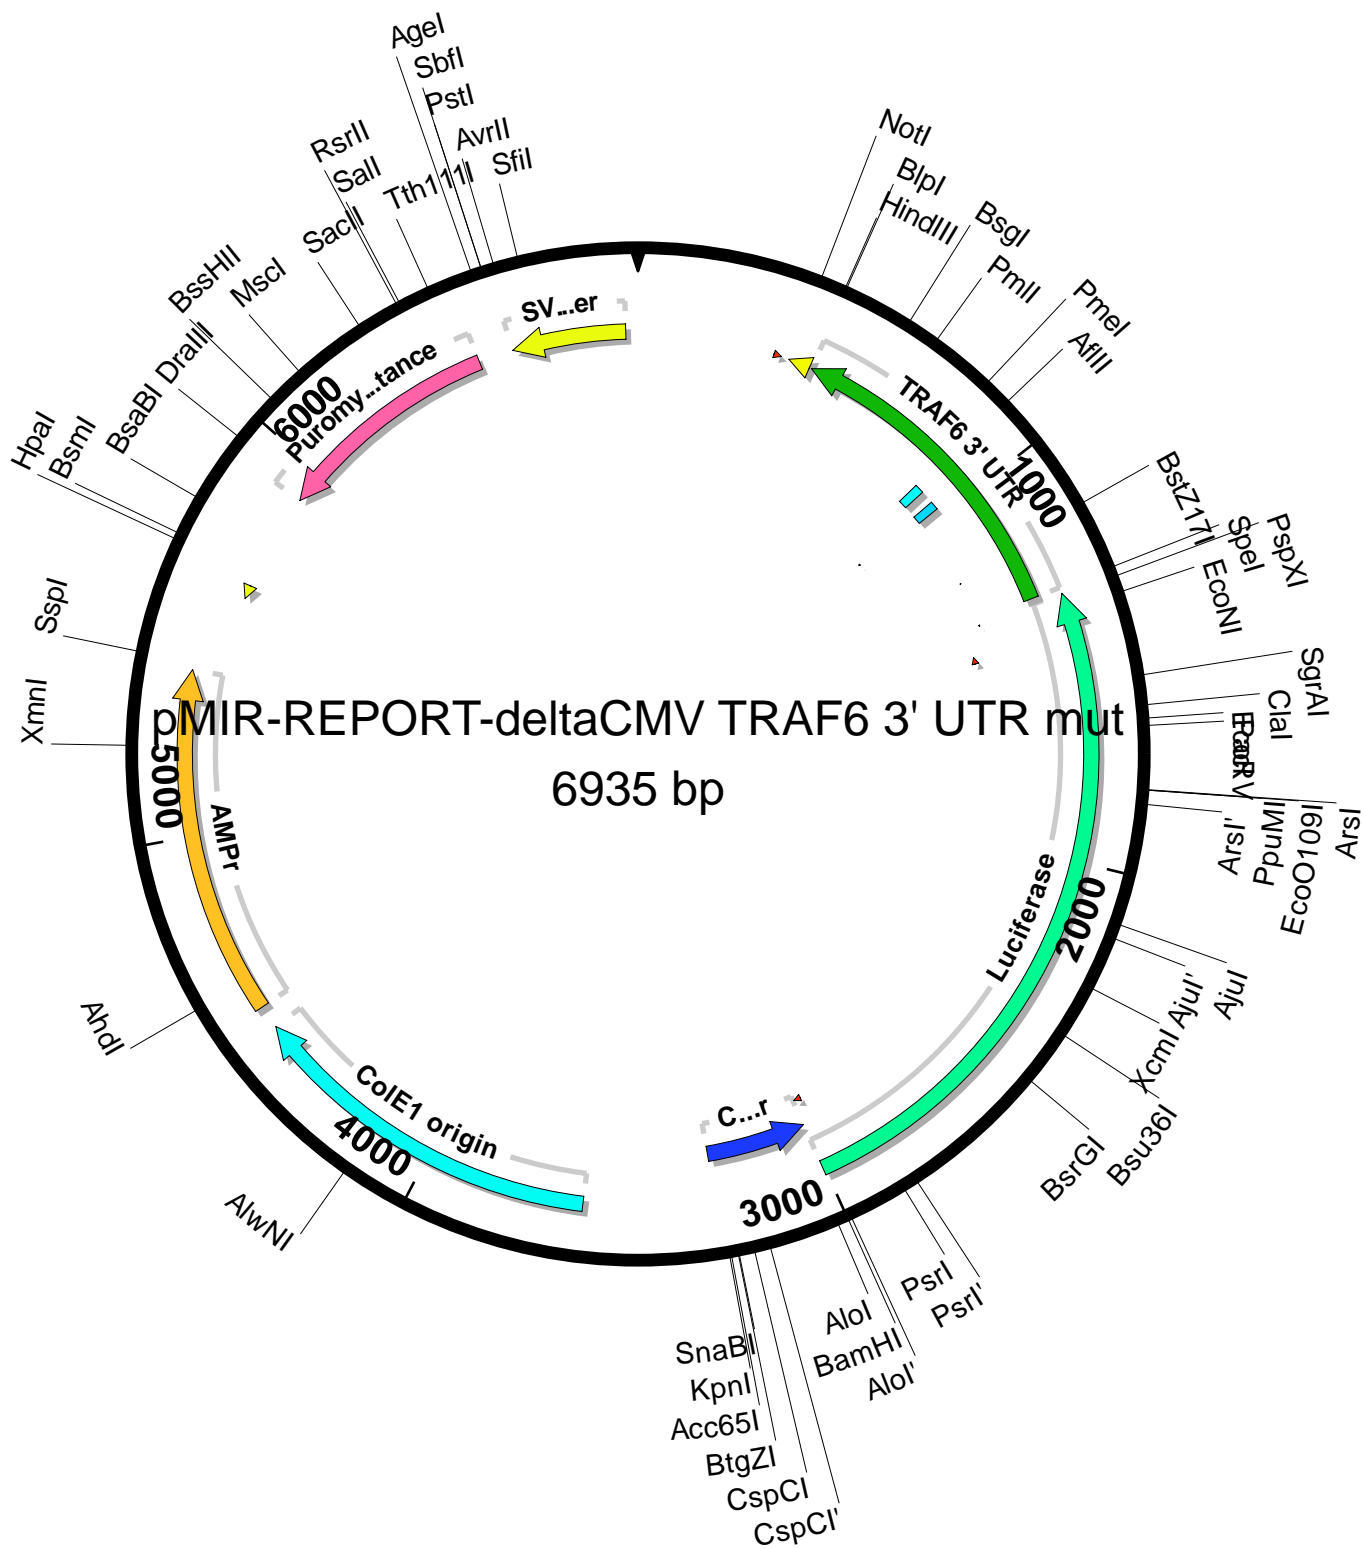 AgeI
SbfI
PstI
AvrII
SfiI
RsrII
SalI
Tth111I
SacII
BssHII
MscI
DraIII
BsaBI
HpaI
BsmI
SspI
XmnI
AhdI
AlwNI
NotI
BlpI
HindIII
BsgI
PmlI
PmeI
AflII
BstZ17I
SpeI
PspXI
EcoNI
SgrAI
ClaI
ArsI
EcoO109I
PpuMI
ArsI'
AjuI
AjuI'
XcmI
Bsu36I
BsrGI
PsrI
PsrI'
AloI
BamHI
AloI'
SnaBI
KpnI
Acc65I
BtgZI
CspCI
CspCI'
SV...er
Puromy...tance
6000
TRAF6 3' UTR
1000
Luciferase
2000
C...r
3000
ColE1 origin
4000
AMPr
5000
pMIR-REPORT-deltaCMV TRAF6 3' UTR mut
6935 bp